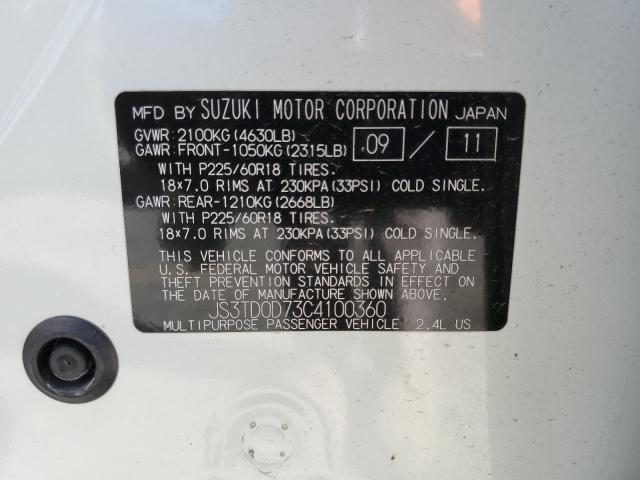 MFD BY SUZUKI MOTOR CORPORATION JAPAN
GVWR: 2100KG (4630LB)
GAWR: FRONT-1050KG (2315LB) 09 / 11
WITH P225/60R18 TIRES.
18×7.0 RIMS AT 230KPA (33PSI) COLD SINGLE.
GAWR: REAR-1210KG (2668LB)
WITH P225/60R18 TIRES.
18×7.0 RIMS AT 230KPA (33PSI) COLD SINGLE.
THIS VEHICLE CONFORMS TO ALL APPLICABLE
U.S. FEDERAL MOTOR VEHICLE SAFETY AND
THEFT PREVENTION STANDARDS IN EFFECT ON
THE DATE OF MANUFACTURE SHOWN ABOVE.
JS3TD0D73C4100360
MULTIPURPOSE PASSENGER VEHICLE 2.4L US